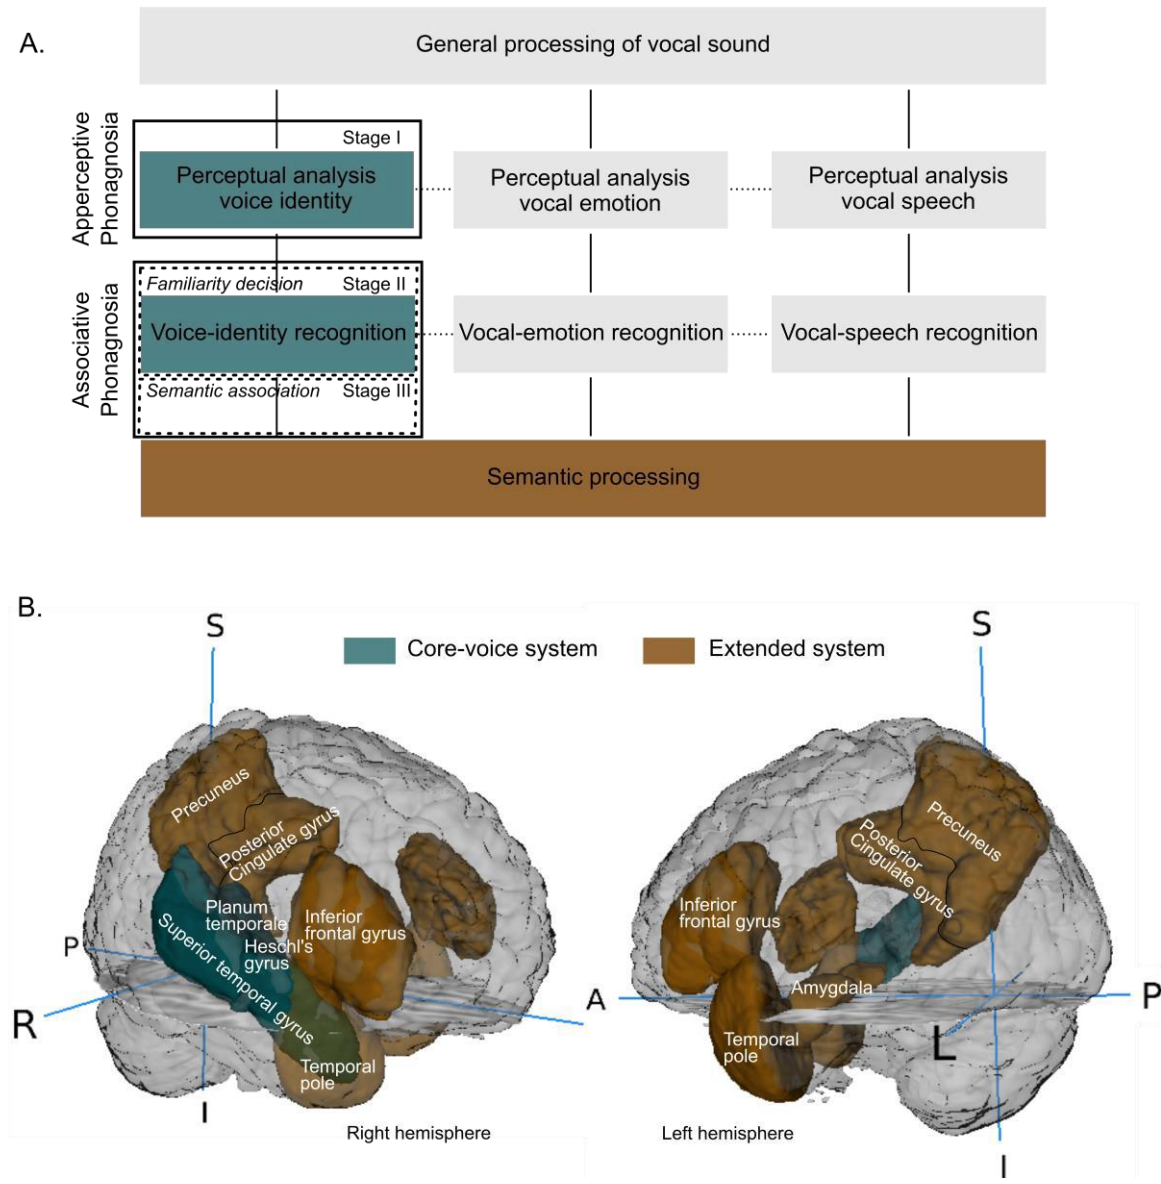 A.
General processing of vocal sound
Apperceptive
Phonagnosia
Stage I
Perceptual analysis
voice identity
Perceptual analysis
vocal emotion
Perceptual analysis
vocal speech
Associative
Phonagnosia
Familiarity decision
Stage II
Voice-identity recognition
Vocal-emotion recognition
Vocal-speech recognition
Semantic association
Stage III
Semantic processing
B.
S
S
Core-voice system
Extended system
Precuneus
Posterior
Cingulate gyrus
Planum
temporale
Heschl's
gyrus
Inferior
frontal gyrus
Superior temporal gyrus
Temporal
pole
P
R
I
Right hemisphere
Precuneus
Posterior
Cingulate gyrus
Inferior
frontal gyrus
Amygdala
Temporal
pole
A
P
L
I
Left hemisphere